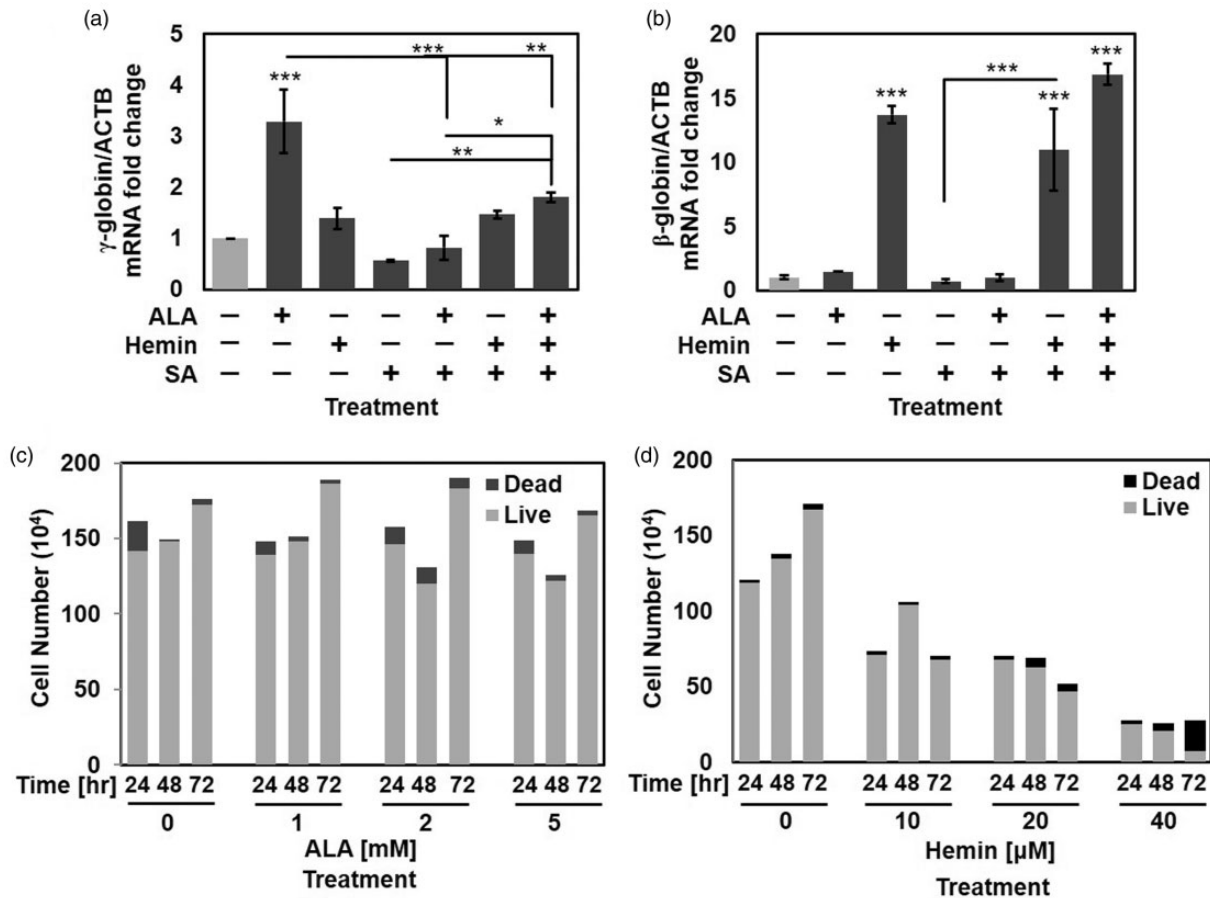 (a)
γ-globin/ACTB
mRNA fold change
5
4
3
2
1
0
*** *** ** * **
ALA − + − − + − +
Hemin − − + − − + +
SA − − − + + + +
Treatment
(b)
β-globin/ACTB
mRNA fold change
20
15
10
5
0
*** *** *** ***
ALA − + − − + − +
Hemin − − + − − + +
SA − − − + + + +
Treatment
(c)
Cell Number (10⁴)
200
150
100
50
0
Dead
Live
Time [hr] 24 48 72 24 48 72 24 48 72 24 48 72
0 1 2 5
ALA [mM]
Treatment
(d)
Cell Number (10⁴)
200
150
100
50
0
Dead
Live
Time [hr] 24 48 72 24 48 72 24 48 72 24 48 72
0 10 20 40
Hemin [µM]
Treatment